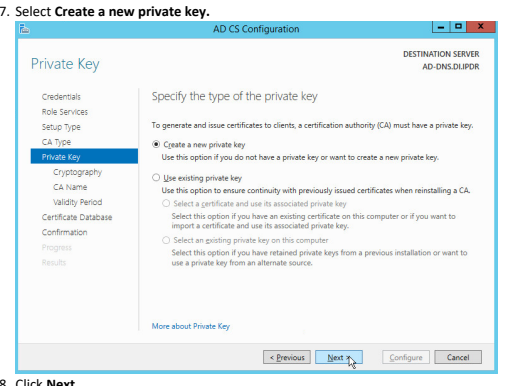 7. Select Create a new private key.
AD CS Configuration
Private Key
DESTINATION SERVER
AD-DNS.DI.IPDR
Credentials
Role Services
Setup Type
CA Type
Private Key
Cryptography
CA Name
Validity Period
Certificate Database
Confirmation
Progress
Results
Specify the type of the private key
To generate and issue certificates to clients, a certification authority (CA) must have a private key.
Create a new private key
Use this option if you do not have a private key or want to create a new private key.
Use existing private key
Use this option to ensure continuity with previously issued certificates when reinstalling a CA.
Select a certificate and use its associated private key
Select this option if you have an existing certificate on this computer or if you want to
import a certificate and use its associated private key.
Select an existing private key on this computer
Select this option if you have retained private keys from a previous installation or want to
use a private key from an alternate source.
More about Private Key
< Previous
Next >
Configure
Cancel
8. Click Next